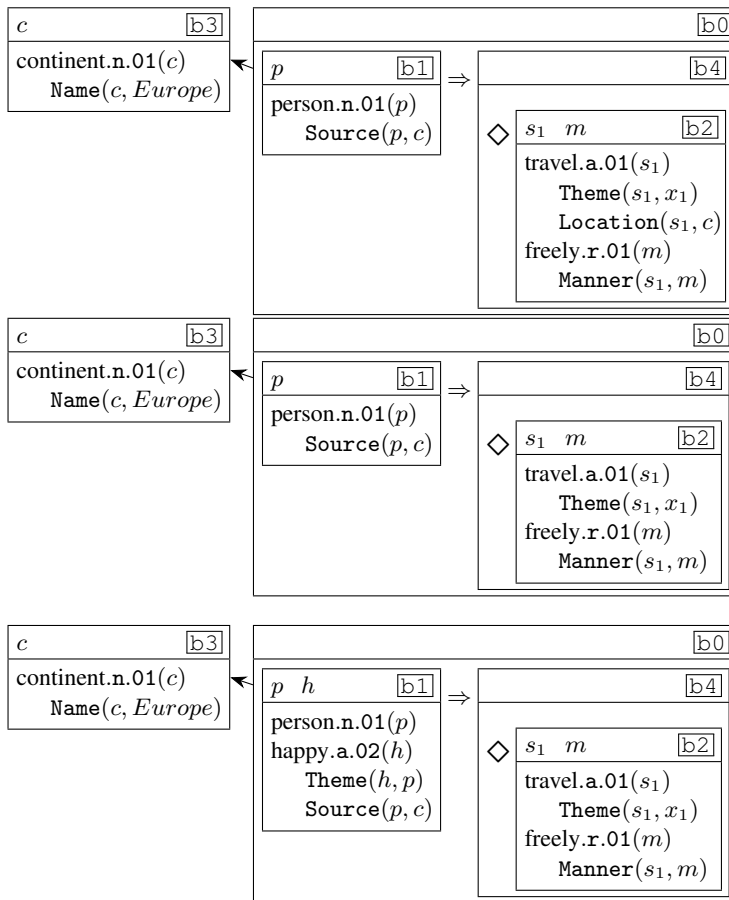 c b3 b0
continent.n.01(c) p b1 ⇒ b4
Name(c, Europe) person.n.01(p)
Source(p, c) ◇ s₁ m b2
travel.a.01(s₁)
Theme(s₁, x₁)
Location(s₁, c)
freely.r.01(m)
Manner(s₁, m)
c b3 b0
continent.n.01(c) p b1 ⇒ b4
Name(c, Europe) person.n.01(p)
Source(p, c) ◇ s₁ m b2
travel.a.01(s₁)
Theme(s₁, x₁)
freely.r.01(m)
Manner(s₁, m)
c b3 b0
continent.n.01(c) p h b1 ⇒ b4
Name(c, Europe) person.n.01(p)
happy.a.02(h) ◇ s₁ m b2
Theme(h, p) travel.a.01(s₁)
Source(p, c) Theme(s₁, x₁)
freely.r.01(m)
Manner(s₁, m)